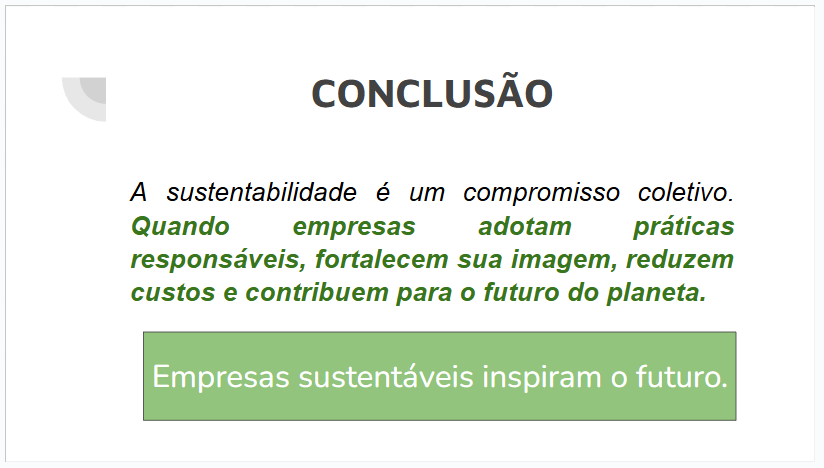 CONCLUSÃO
A sustentabilidade é um compromisso coletivo.
Quando empresas adotam práticas
responsáveis, fortalecem sua imagem, reduzem
custos e contribuem para o futuro do planeta.
Empresas sustentáveis inspiram o futuro.